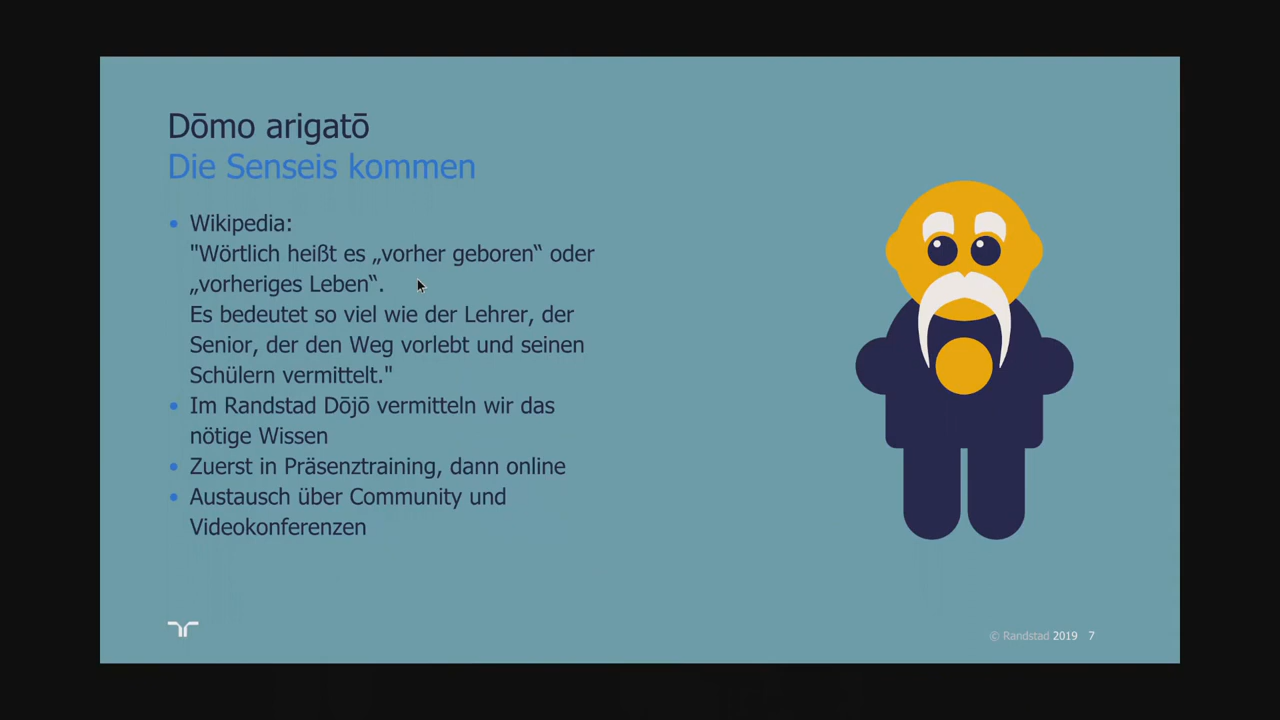 Dōmo arigatō
Die Senseis kommen
• Wikipedia:
"Wörtlich heißt es „vorher geboren“ oder
„vorheriges Leben“.
Es bedeutet so viel wie der Lehrer, der
Senior, der den Weg vorlebt und seinen
Schülern vermittelt."
• Im Randstad Dōjō vermitteln wir das
nötige Wissen
• Zuerst in Präsenztraining, dann online
• Austausch über Community und
Videokonferenzen
© Randstad 2019 7